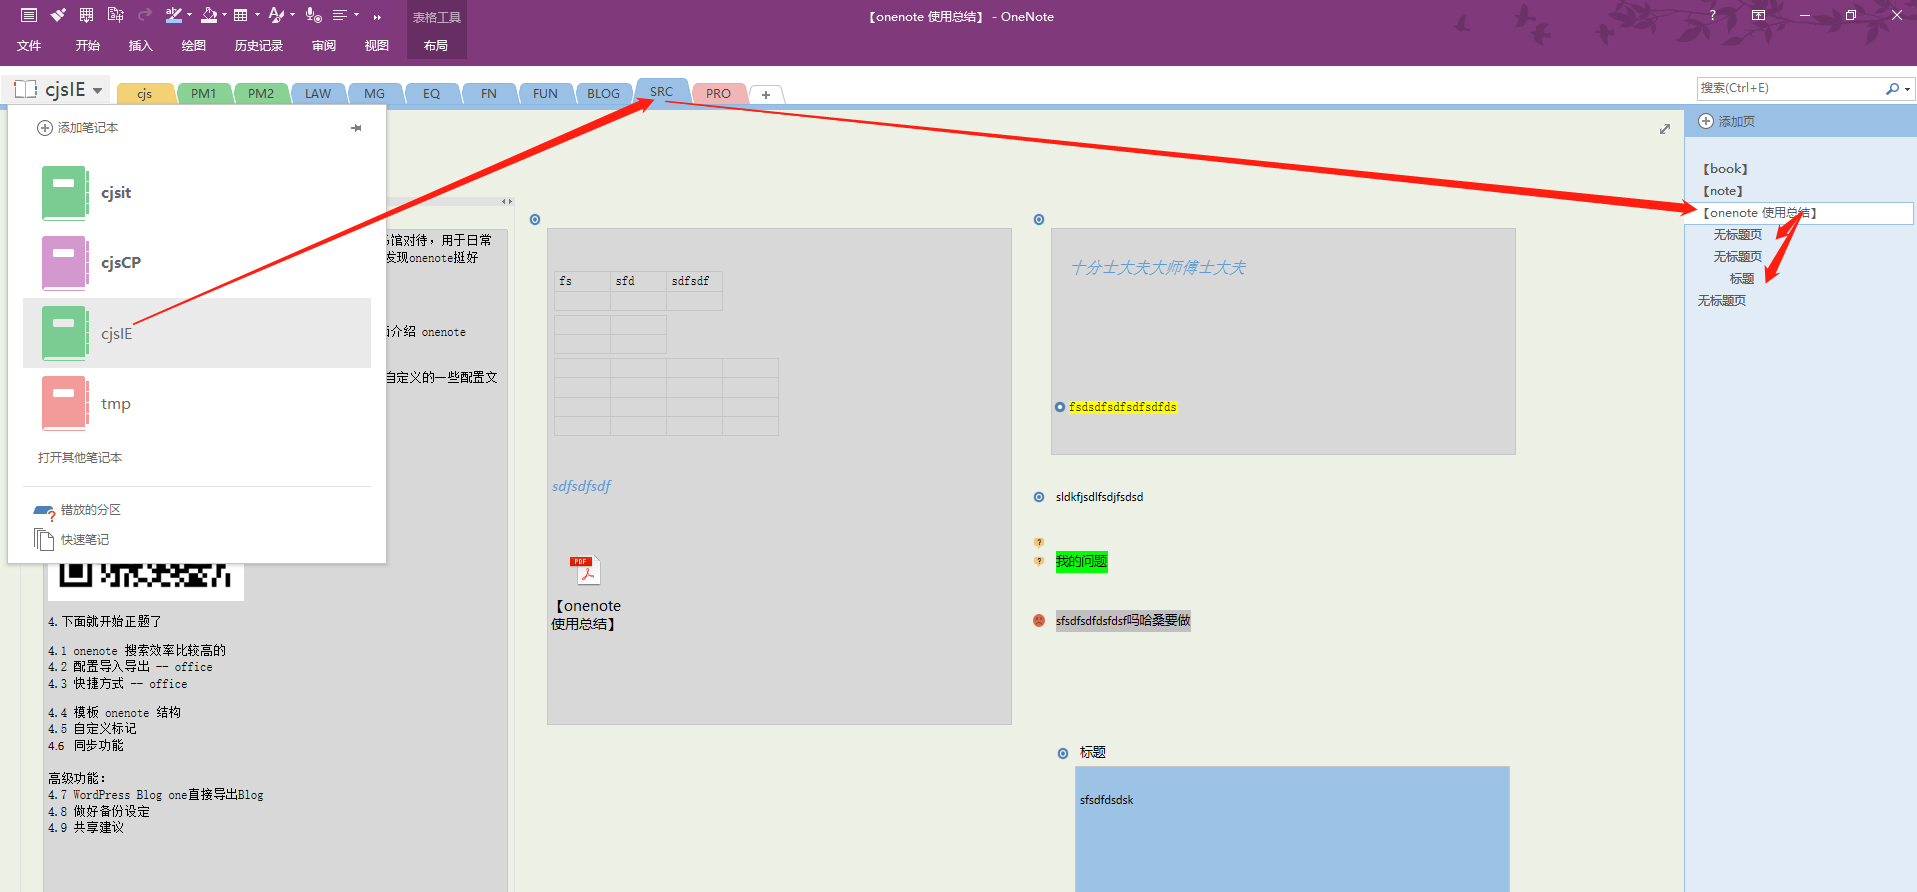 【onenote 使用总结】 - OneNote
表格工具
文件
开始
插入
绘图
历史记录
审阅
视图
布局
cjsIE
cjs
PM1
PM2
LAW
MG
EQ
FN
FUN
BLOG
SRC
PRO
搜索(Ctrl+E)
添加笔记本
cjsit
cjsCP
cjsIE
tmp
打开其他笔记本
错放的分区
快速笔记
馆对待，用于日常
发现onenote挺好
介绍 onenote
自定义的一些配置文
4.下面就开始正题了
4.1 onenote 搜索效率比较高的
4.2 配置导入导出 -- office
4.3 快捷方式 -- office
4.4 模板 onenote 结构
4.5 自定义标记
4.6 同步功能
高级功能：
4.7 WordPress Blog one直接导出Blog
4.8 做好备份设定
4.9 共享建议
fs sfd sdfsdf
sdfsfdsf
PDF
【onenote
使用总结】
十分士大夫大师傅士大夫
fsdsdfsdfsdfsdfds
sldkfjsdlfsdjfsdsd
我的问题
sfsdfsdfdsfdsf吗哈桑要做
标题
sfsdfdsdsk
添加页
【book】
【note】
【onenote 使用总结】
无标题页
无标题页
标题
无标题页